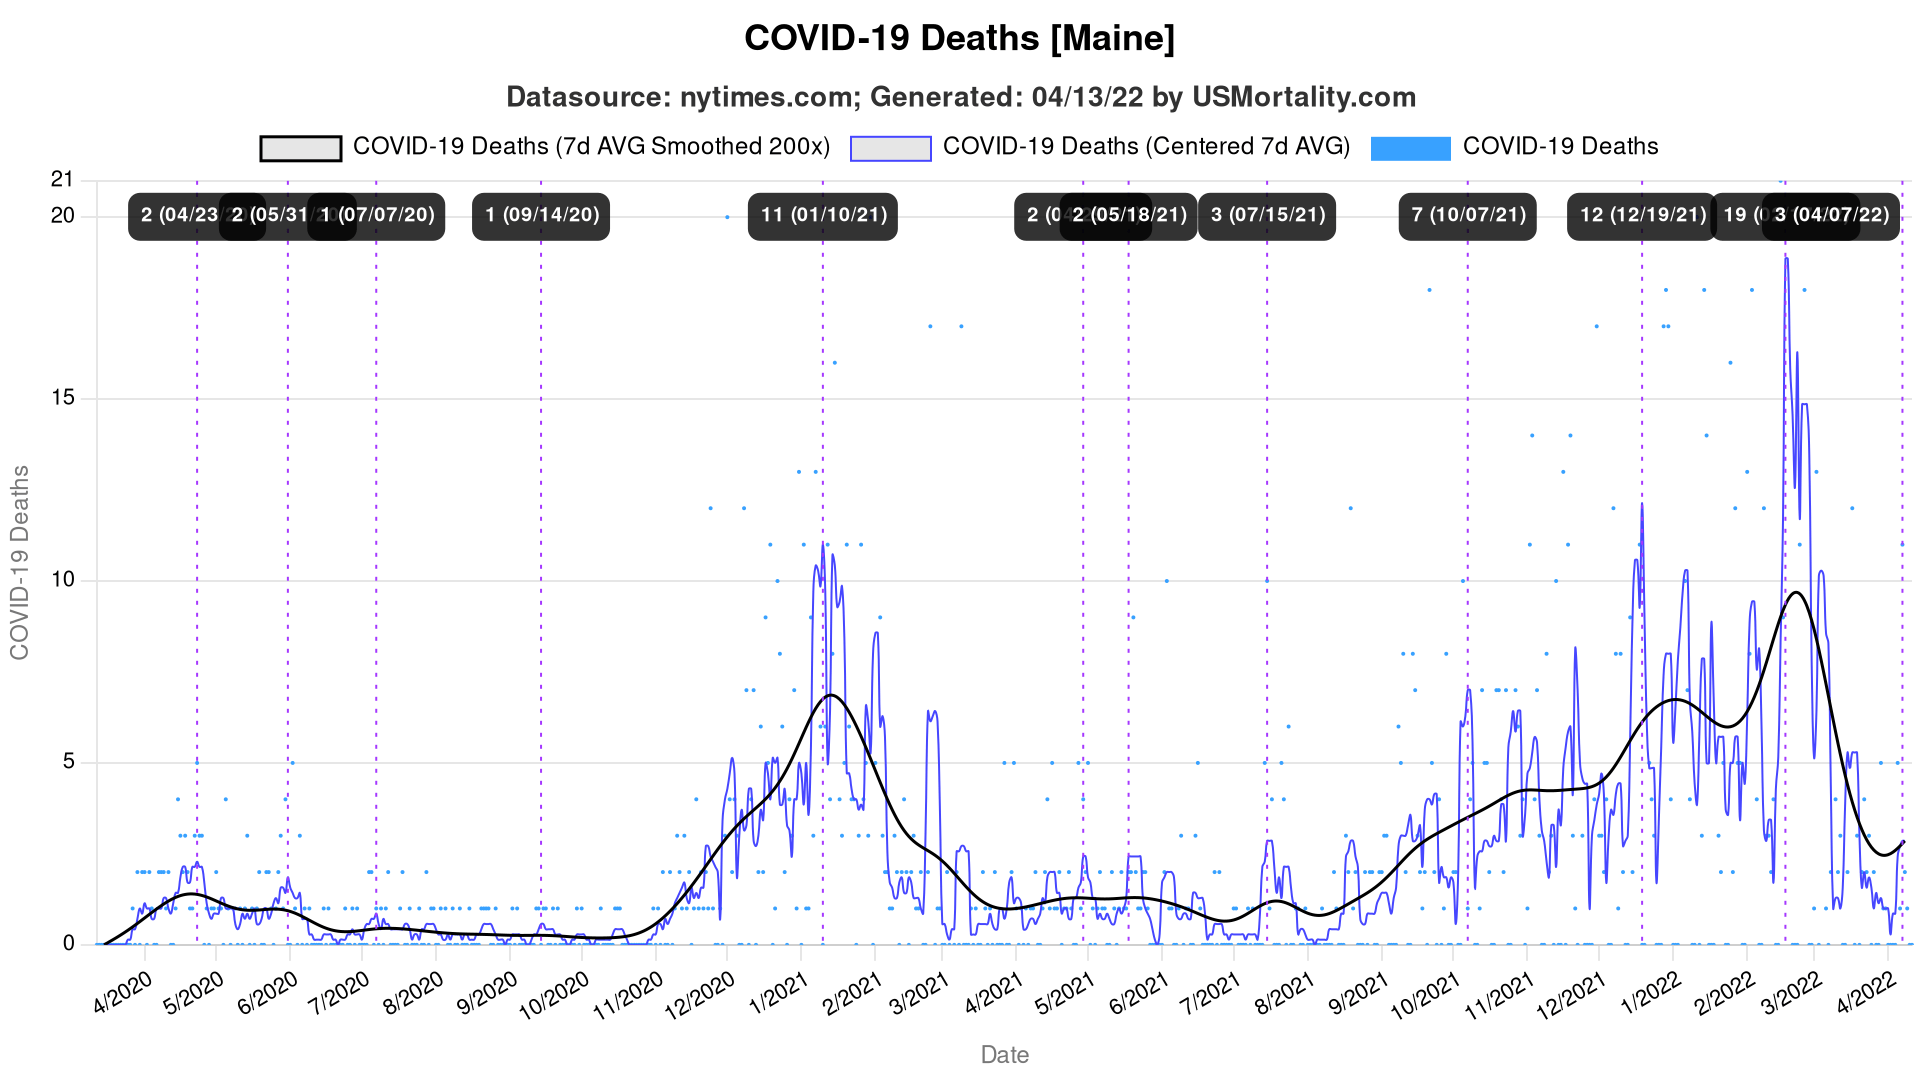 COVID-19 Deaths [Maine]
Datasource: nytimes.com; Generated: 04/13/22 by USMortality.com
COVID-19 Deaths (7d AVG Smoothed 200x) COVID-19 Deaths (Centered 7d AVG) COVID-19 Deaths
21
2 (04/23/20) 2 (05/31/20) 1 (07/07/20) 1 (09/14/20) 11 (01/10/21) 2 (05/18/21) 3 (07/15/21) 7 (10/07/21) 12 (12/19/21) 19 3 (04/07/22)
20
15
10
5
0
COVID-19 Deaths
4/2020 5/2020 6/2020 7/2020 8/2020 9/2020 10/2020 11/2020 12/2020 1/2021 2/2021 3/2021 4/2021 5/2021 6/2021 7/2021 8/2021 9/2021 10/2021 11/2021 12/2021 1/2022 2/2022 3/2022 4/2022
Date